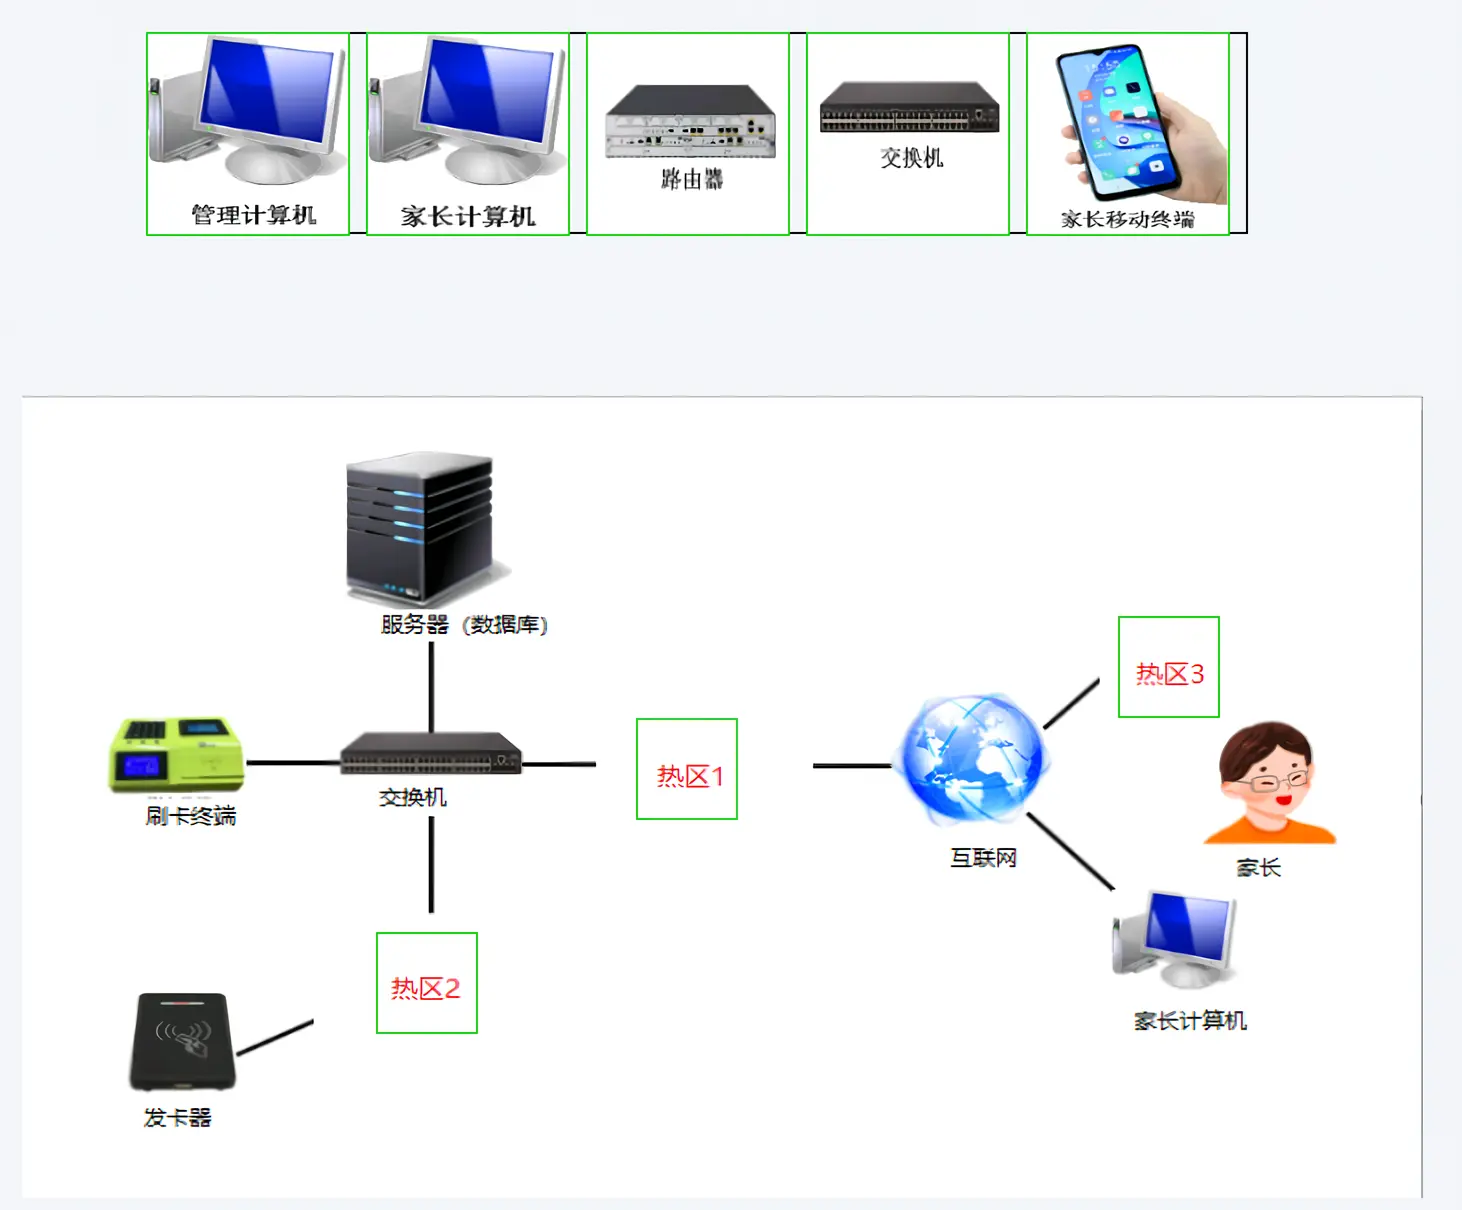 管理计算机
家长计算机
路由器
交换机
家长移动终端
服务器（数据库）
热区3
刷卡终端
交换机
热区1
互联网
家长
热区2
家长计算机
发卡器